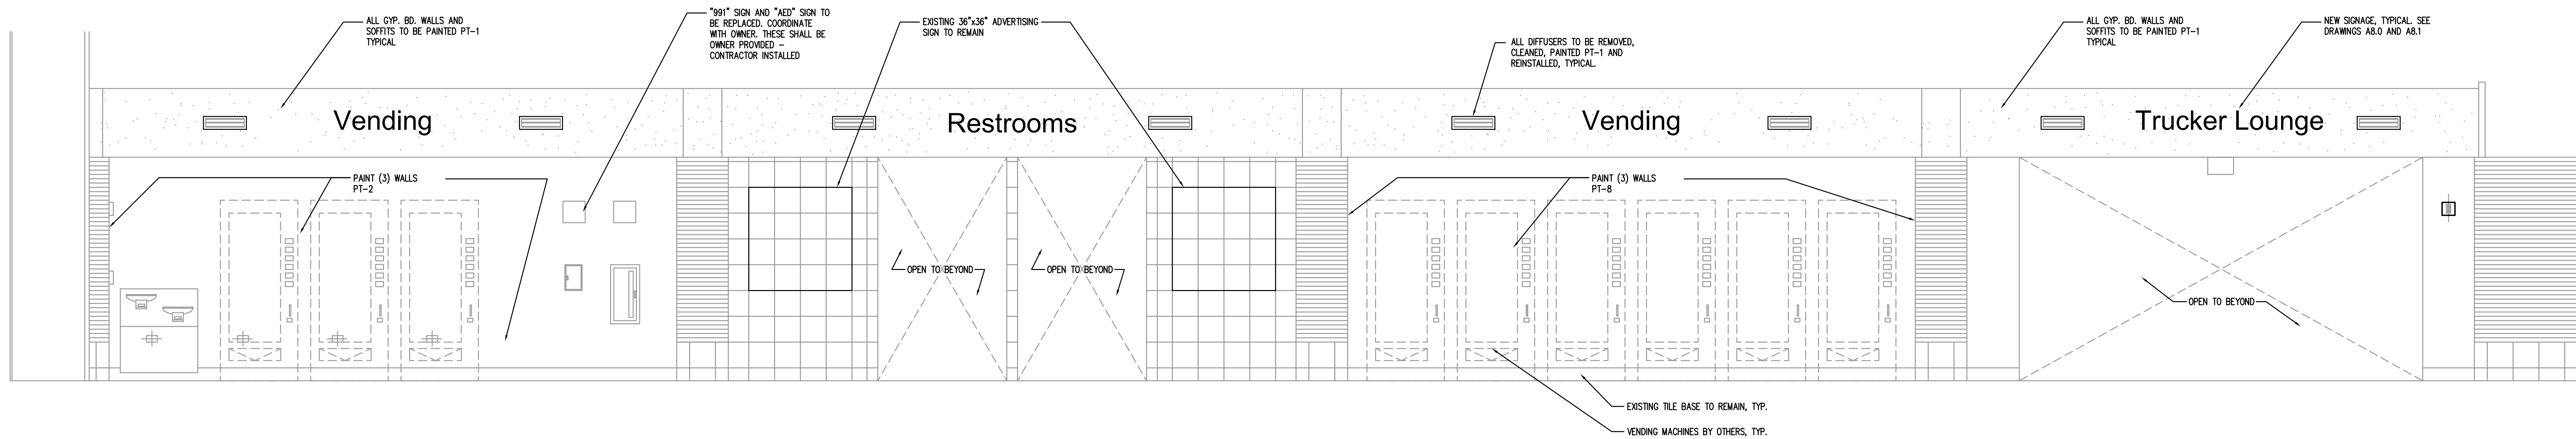 ALL GYP. BD. WALLS AND
SOFFITS TO BE PAINTED PT-1
TYPICAL
"991" SIGN AND "AED" SIGN TO
BE REPLACED. COORDINATE
WITH OWNER. THESE SHALL BE
OWNER PROVIDED -
CONTRACTOR INSTALLED
EXISTING 36"x36" ADVERTISING
SIGN TO REMAIN
ALL DIFFUSERS TO BE REMOVED,
CLEANED, PAINTED PT-1 AND
REINSTALLED, TYPICAL.
ALL GYP. BD. WALLS AND
SOFFITS TO BE PAINTED PT-1
TYPICAL
NEW SIGNAGE, TYPICAL. SEE
DRAWINGS A8.0 AND A8.1
Vending
Restrooms
Vending
Trucker Lounge
PAINT (3) WALLS
PT-2
PAINT (3) WALLS
PT-8
OPEN TO BEYOND
OPEN TO BEYOND
OPEN TO BEYOND
EXISTING TILE BASE TO REMAIN, TYP.
VENDING MACHINES BY OTHERS, TYP.